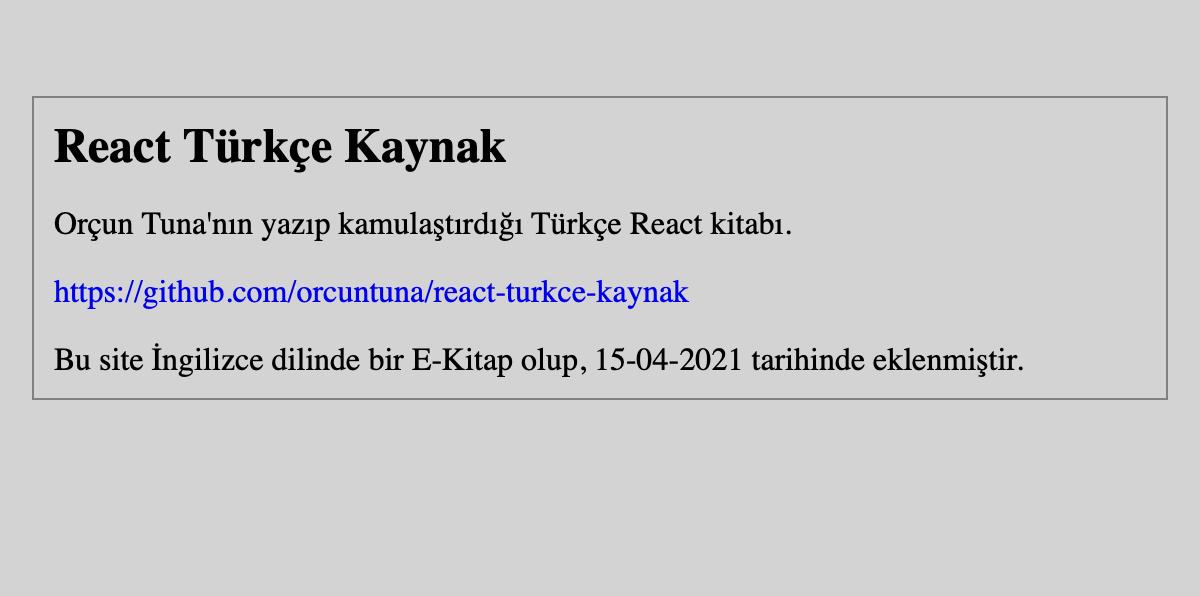 React Türkçe Kaynak
Orçun Tuna'nın yazıp kamulaştırdığı Türkçe React kitabı.
https://github.com/orcuntuna/react-turkce-kaynak
Bu site İngilizce dilinde bir E-Kitap olup, 15-04-2021 tarihinde eklenmiştir.